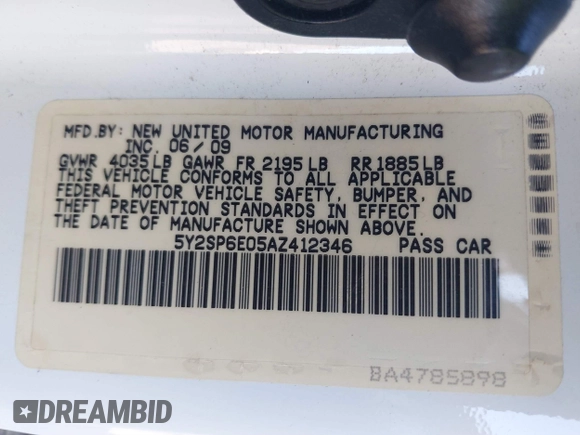 MFD.BY: NEW UNITED MOTOR MANUFACTURING
INC. 06/09
GVWR 4035LB GAWR FR 2195LB RR 1885LB
THIS VEHICLE CONFORMS TO ALL APPLICABLE
FEDERAL MOTOR VEHICLE SAFETY, BUMPER, AND
THEFT PREVENTION STANDARDS IN EFFECT ON
THE DATE OF MANUFACTURE SHOWN ABOVE.
5Y2SP6E05AZ412346 PASS CAR
BA4785898
DREAMBID